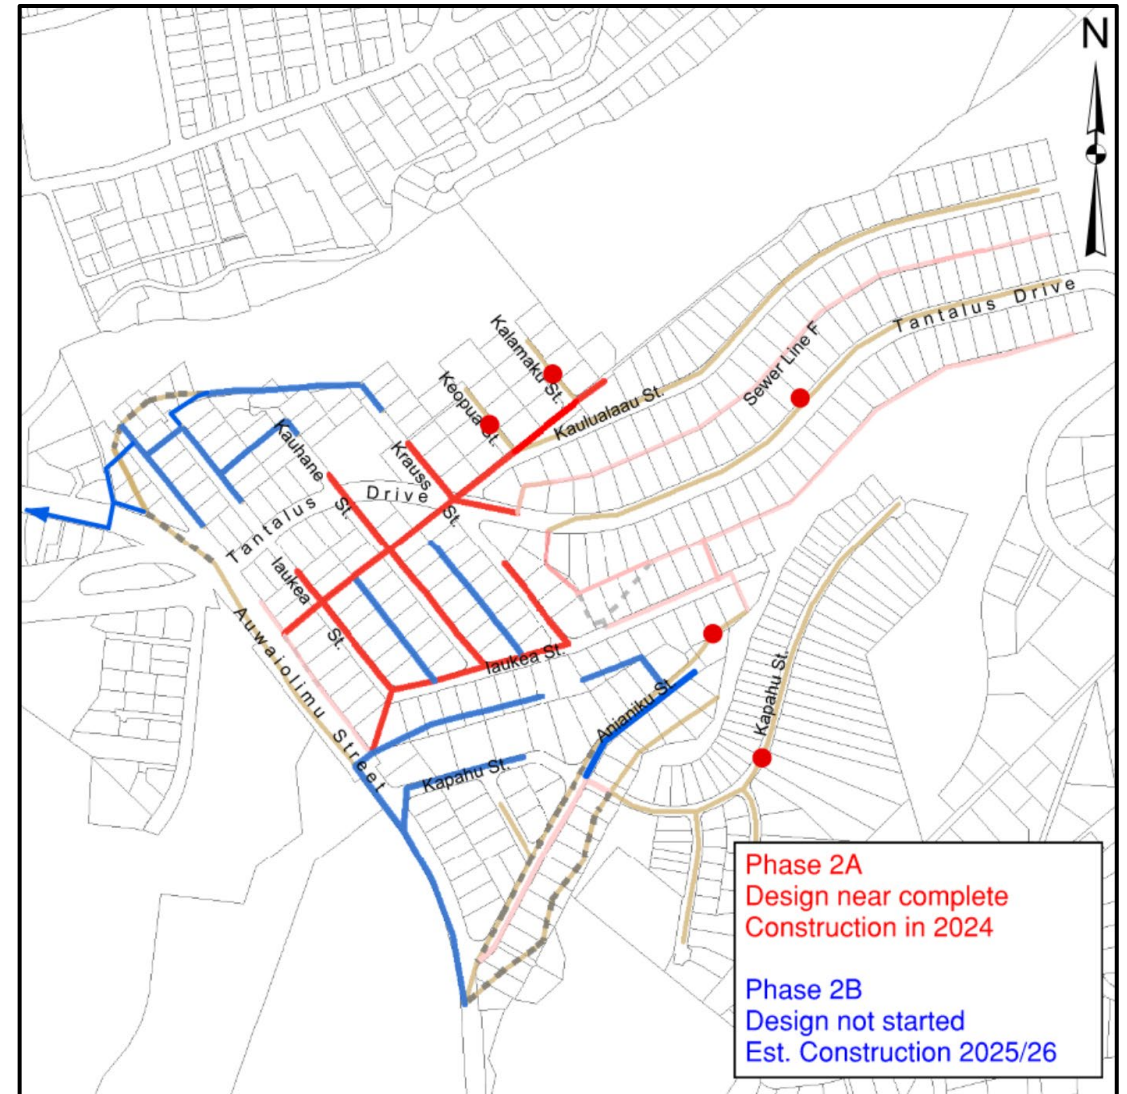 N
Kalamaku St.
Keopua St.
Kaulualaau St.
Sewer Line F
Tantalus Drive
Kauhane St.
Krauss St.
Tantalus Drive
Iaukea St.
Auwaiolimu Street
Iaukea St.
Anianiku St.
Kapahu St.
Kapahu St.
Phase 2A
Design near complete
Construction in 2024
Phase 2B
Design not started
Est. Construction 2025/26